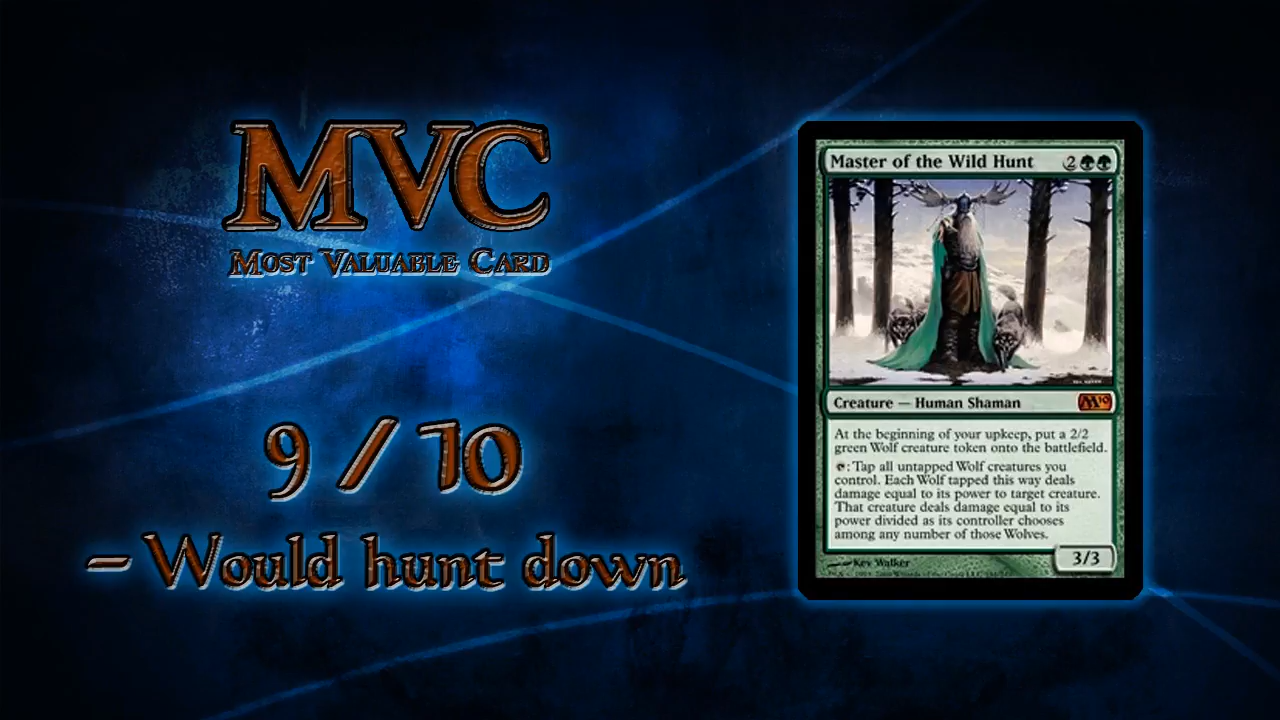 MVC
Most Valuable Card
9 / 10
– Would hunt down
Master of the Wild Hunt 2
Creature — Human Shaman M10
At the beginning of your upkeep, put a 2/2
green Wolf creature token onto the battlefield.
: Tap all untapped Wolf creatures you
control. Each Wolf tapped this way deals
damage equal to its power to target creature.
That creature deals damage equal to its
power divided as its controller chooses
among any number of those Wolves.
3/3
Kev Walker